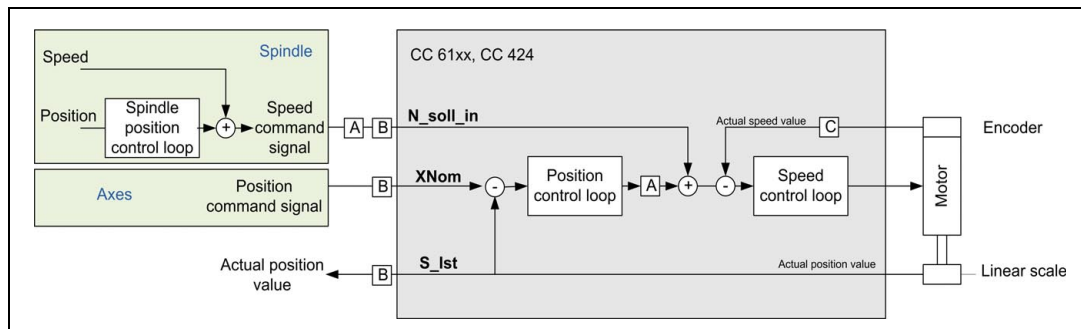 Speed
Spindle
Position
Spindle
position
control loop
+
Speed
command
signal
A
B
Axes
Position
command signal
B
Actual position
value
B
CC 61xx, CC 424
N_soll_in
XNom
S_Ist
-
Position
control loop
A
+
-
Actual speed value
C
Speed
control loop
Actual position value
Motor
Encoder
Linear scale